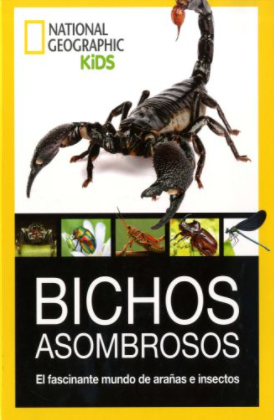 NATIONAL
GEOGRAPHIC
KiDS
BICHOS
ASOMBROSOS
El fascinante mundo de arañas e insectos